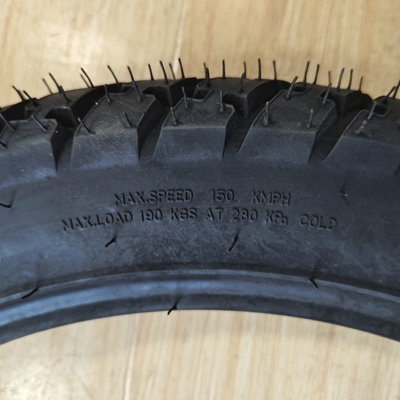 MAX.SPEED 150 KMPH
MAX.LOAD 190 KGS AT 280 KPa COLD